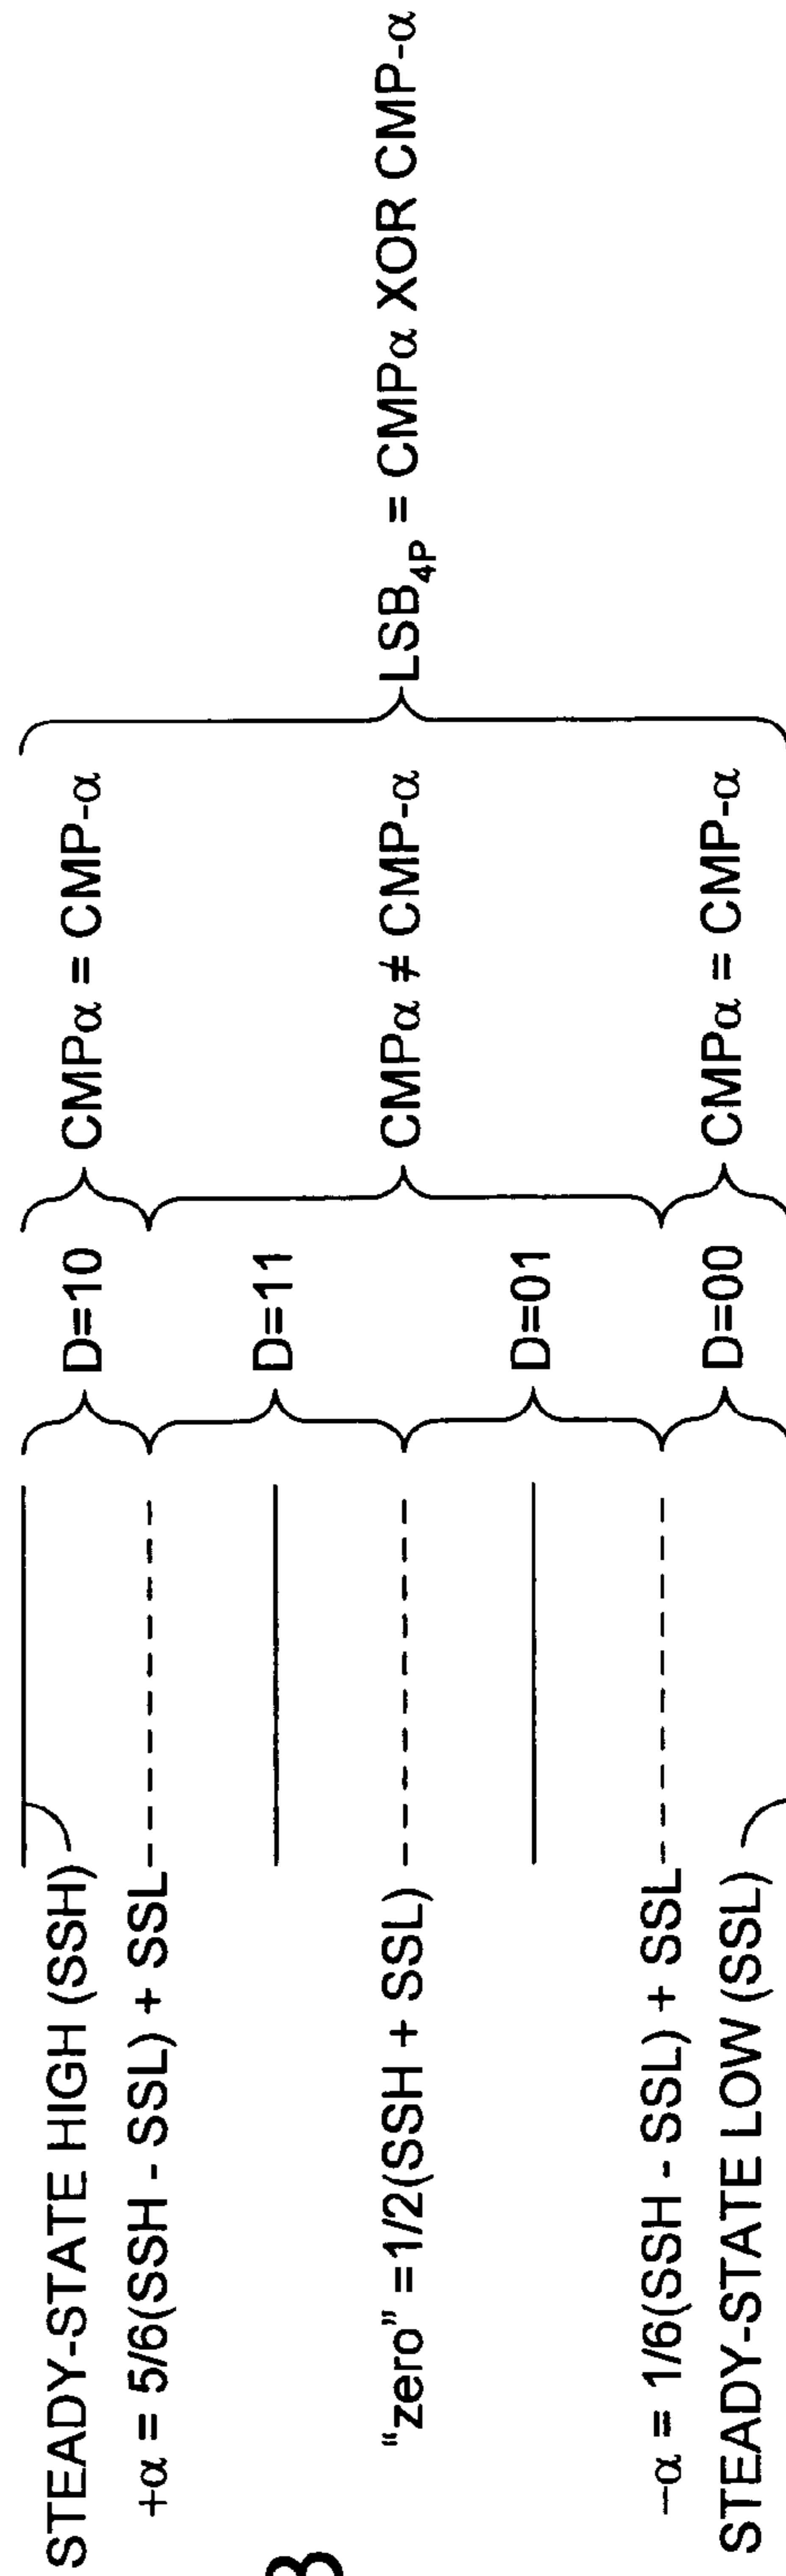 STEADY-STATE HIGH (SSH)
+α = 5/6(SSH - SSL) + SSL
"zero" =1/2(SSH + SSL)
-α = 1/6(SSH - SSL) + SSL
STEADY-STATE LOW (SSL)
D=10
D=11
D=01
D=00
CMPα = CMP-α
CMPα ≠ CMP-α
CMPα = CMP-α
LSB4P = CMPα XOR CMP-α
3